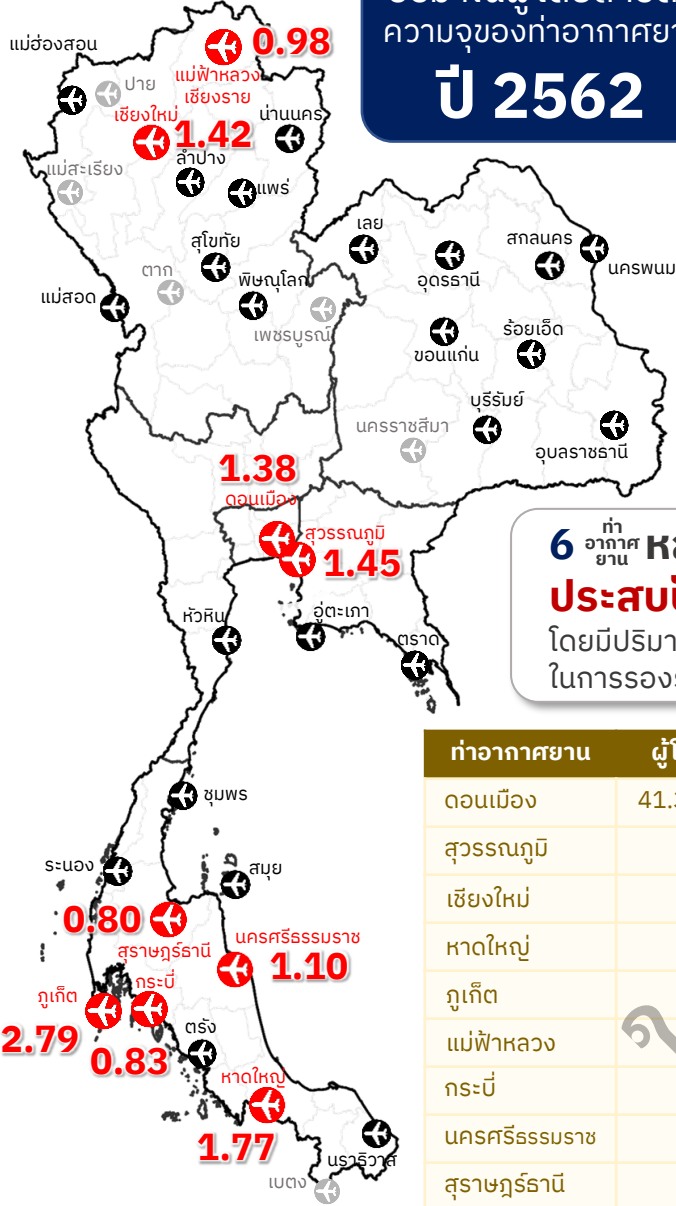 ความจุของท่าอากาศยา
ปี 2562
แม่ฮ่องสอน
ปาย
0.98
แม่ฟ้าหลวง
เชียงราย
เชียงใหม่
1.42
น่านนคร
ลำปาง
แม่สะเรียง
แพร่
สุโขทัย
ตาก
แม่สอด
พิษณุโลก
เพชรบูรณ์
เลย
อุดรธานี
สกลนคร
นครพนม
ขอนแก่น
ร้อยเอ็ด
บุรีรัมย์
นครราชสีมา
อุบลราชธานี
1.38
ดอนเมือง
สุวรรณภูมิ
1.45
หัวหิน
อู่ตะเภา
ตราด
6 ท่า
อากาศ
ยาน
โดยมีปริมา
ในการรอง
ชุมพร
ระนอง
สมุย
0.80
สุราษฎร์ธานี
นครศรีธรรมราช
1.10
ภูเก็ต
2.79
กระบี่
0.83
ตรัง
หาดใหญ่
1.77
นราธิวาส
เบตง
ท่าอากาศยาน
ดอนเมือง 41.
สุวรรณภูมิ
เชียงใหม่
หาดใหญ่
ภูเก็ต
แม่ฟ้าหลวง
กระบี่
นครศรีธรรมราช
สุราษฎร์ธานี